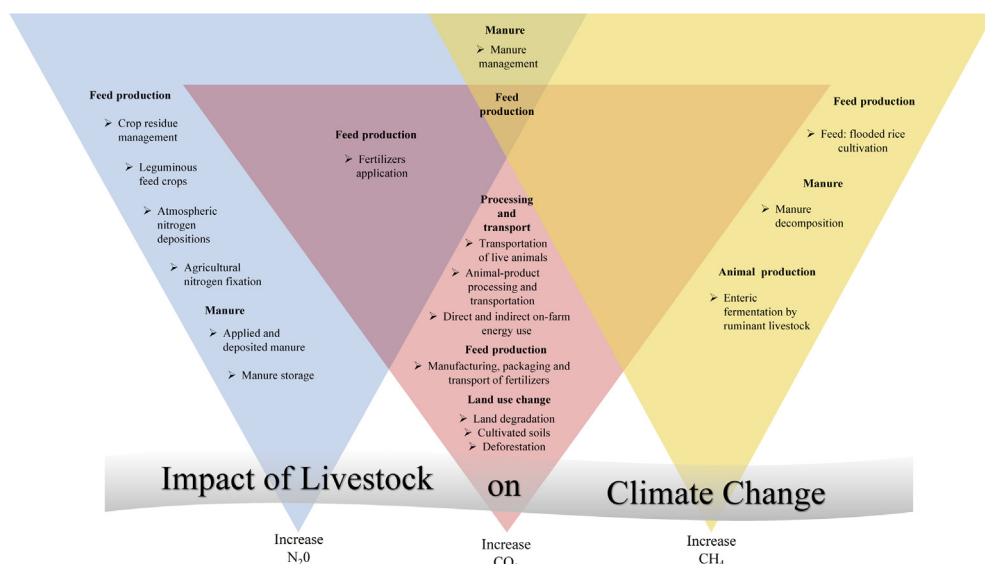 Manure
➢ Manure
management
Feed production
➢ Crop residue
management
➢ Leguminous
feed crops
➢ Atmospheric
nitrogen
depositions
➢ Agricultural
nitrogen fixation
Manure
➢ Applied and
deposited manure
➢ Manure storage
Feed production
➢ Fertilizers
application
Feed
production
Processing
and
transport
➢ Transportation
of live animals
➢ Animal-product
processing and
transportation
➢ Direct and indirect on-farm
energy use
Feed production
➢ Manufacturing, packaging and
transport of fertilizers
Land use change
➢ Land degradation
➢ Cultivated soils
➢ Deforestation
Feed production
➢ Feed: flooded rice
cultivation
Manure
➢ Manure
decomposition
Animal production
➢ Enteric
fermentation by
ruminant livestock
Impact of Livestock on Climate Change
Increase
N₂0
Increase
Increase
CH₄